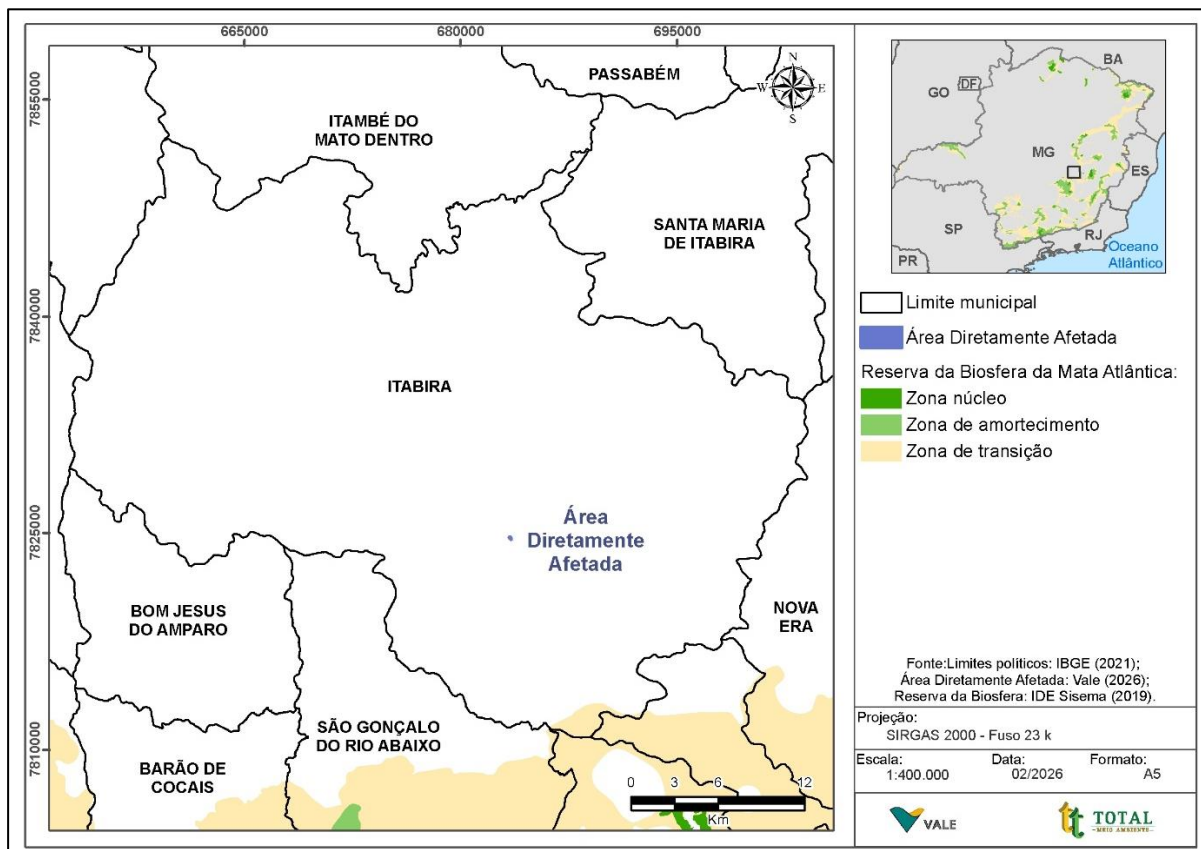 665000
680000
695000
7855000
7840000
7825000
7810000
PASSABÉM
ITAMBÉ DO
MATO DENTRO
N
W
E
S
SANTA MARIA
DE ITABIRA
ITABIRA
Área
Diretamente
Afetada
BOM JESUS
DO AMPARO
NOVA
ERA
SÃO GONÇALO
DO RIO ABAIXO
BARÃO DE
COCAIS
0 3 6 12
Km
BA
GO
DF
MG
ES
SP
RJ
PR
Oceano
Atlântico
Limite municipal
Área Diretamente Afetada
Reserva da Biosfera da Mata Atlântica:
Zona núcleo
Zona de amortecimento
Zona de transição
Fonte:Limites políticos: IBGE (2021);
Área Diretamente Afetada: Vale (2026);
Reserva da Biosfera: IDE Sisema (2019).
Projeção:
SIRGAS 2000 - Fuso 23 k
Escala: Data: Formato:
1:400.000 02/2026 A5
VALE
TOTAL
MEIO AMBIENTE